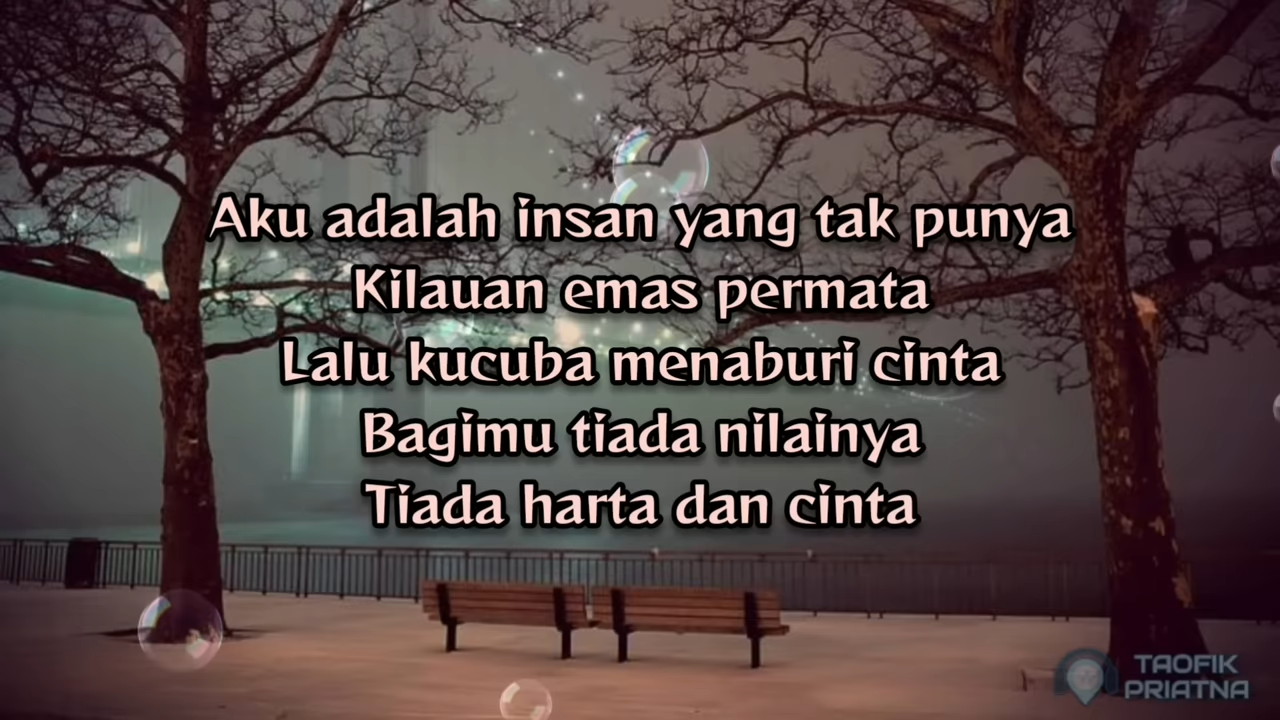 Aku adalah insan yang tak punya
Kilauan emas permata
Lalu kucuba menaburi cinta
Bagimu tiada nilainya
Tiada harta dan cinta
TAOFIK
PRIATNA